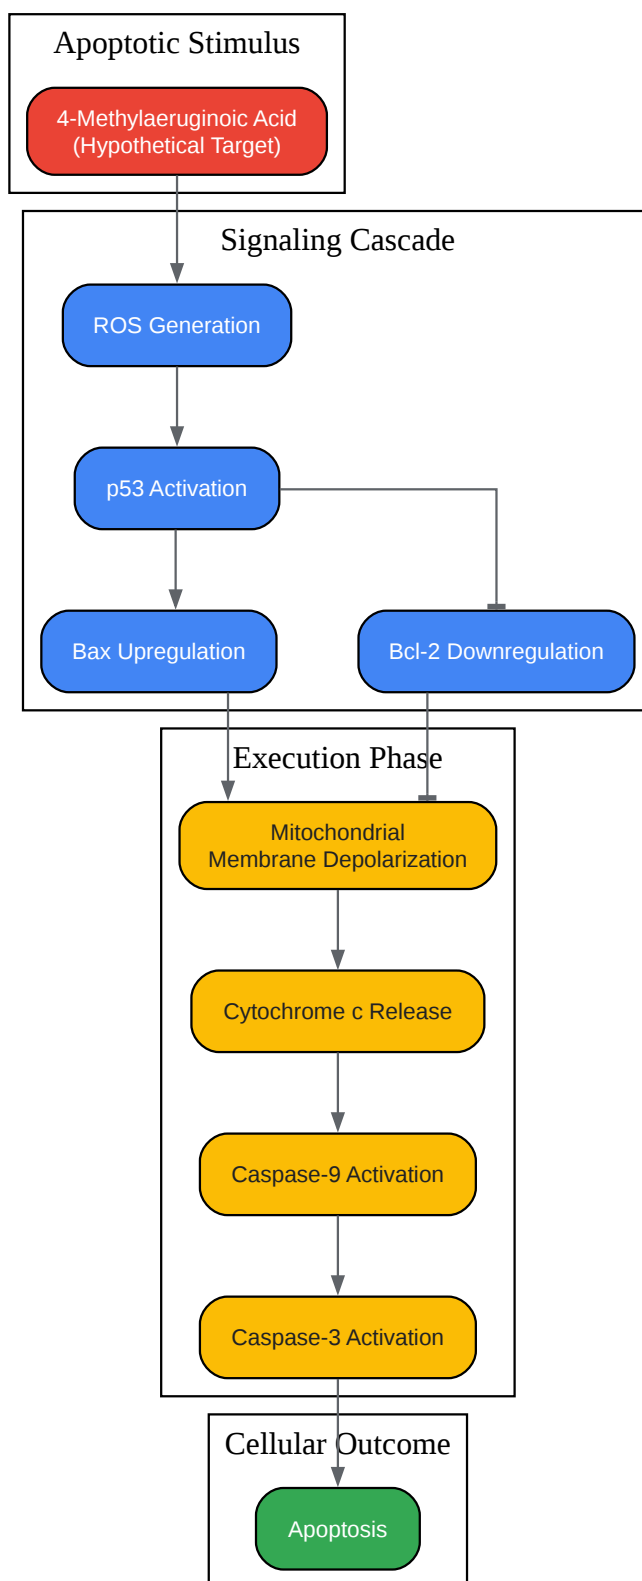 Apoptotic Stimulus
4-Methylaeruginoic Acid
(Hypothetical Target)
Signaling Cascade
ROS Generation
p53 Activation
Bax Upregulation
Bcl-2 Downregulation
Execution Phase
Mitochondrial
Membrane Depolarization
Cytochrome c Release
Caspase-9 Activation
Caspase-3 Activation
Cellular Outcome
Apoptosis